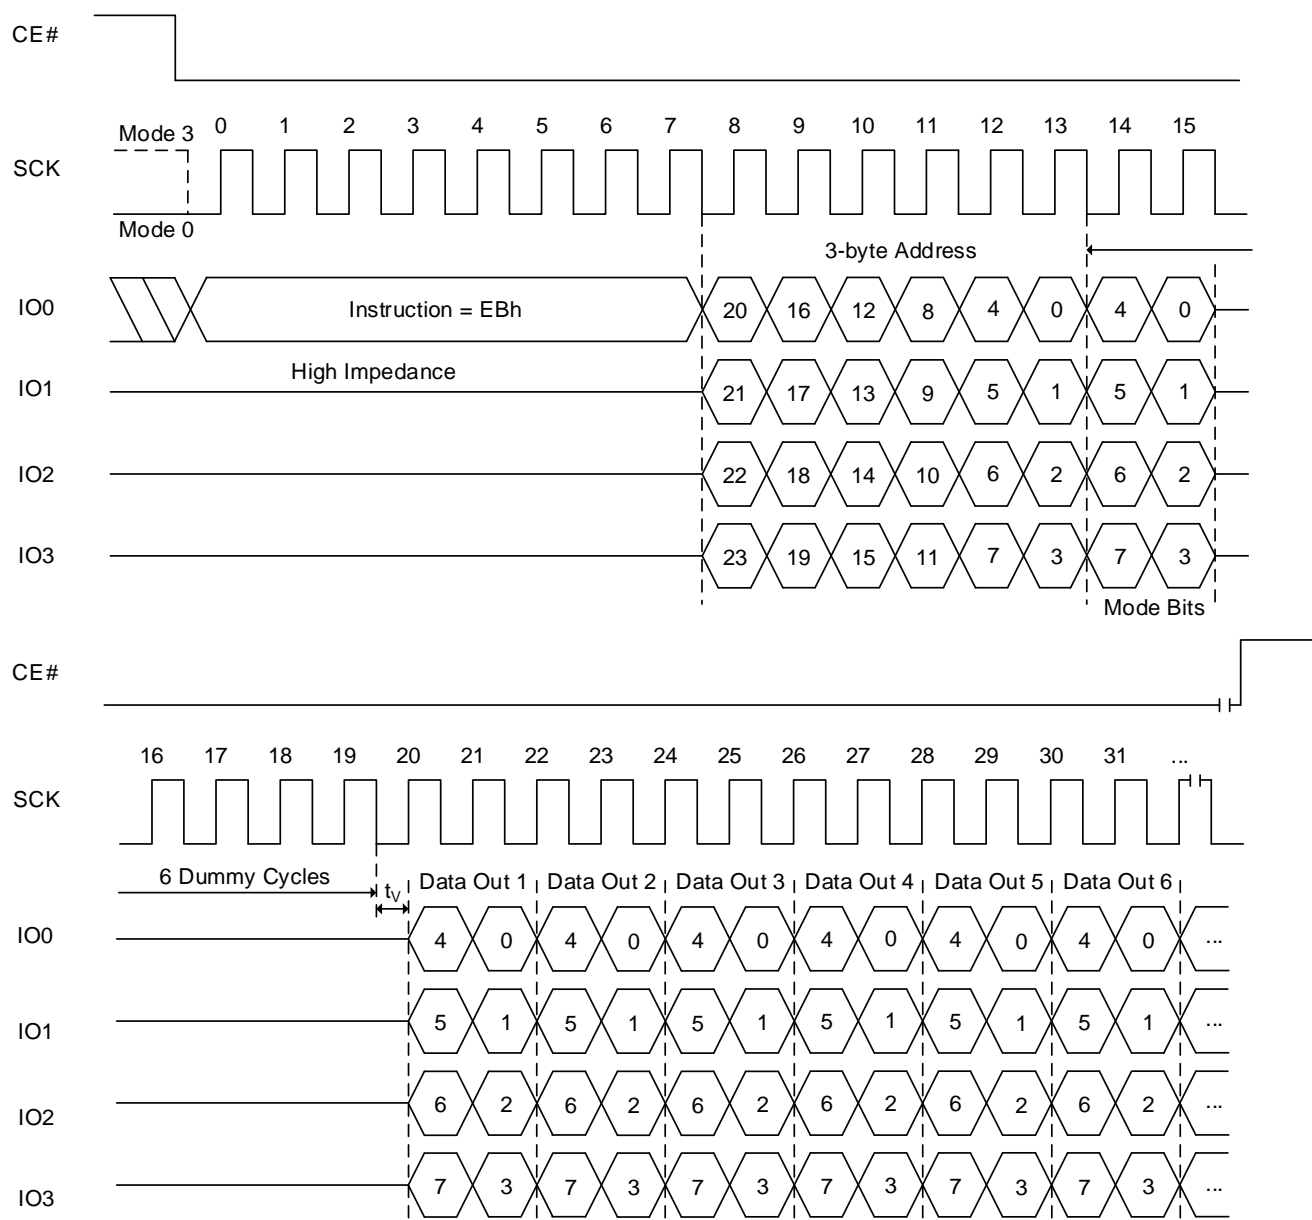 CE#
Mode 3 0 1 2 3 4 5 6 7 8 9 10 11 12 13 14 15
SCK
Mode 0
3-byte Address
IO0 Instruction = EBh 20 16 12 8 4 0 4 0
High Impedance
IO1 21 17 13 9 5 1 5 1
IO2 22 18 14 10 6 2 6 2
IO3 23 19 15 11 7 3 7 3
Mode Bits
CE#
16 17 18 19 20 21 22 23 24 25 26 27 28 29 30 31 ...
SCK
6 Dummy Cycles tV Data Out 1 Data Out 2 Data Out 3 Data Out 4 Data Out 5 Data Out 6
IO0 4 0 4 0 4 0 4 0 4 0 4 0 ...
IO1 5 1 5 1 5 1 5 1 5 1 5 1 ...
IO2 6 2 6 2 6 2 6 2 6 2 6 2 ...
IO3 7 3 7 3 7 3 7 3 7 3 7 3 ...